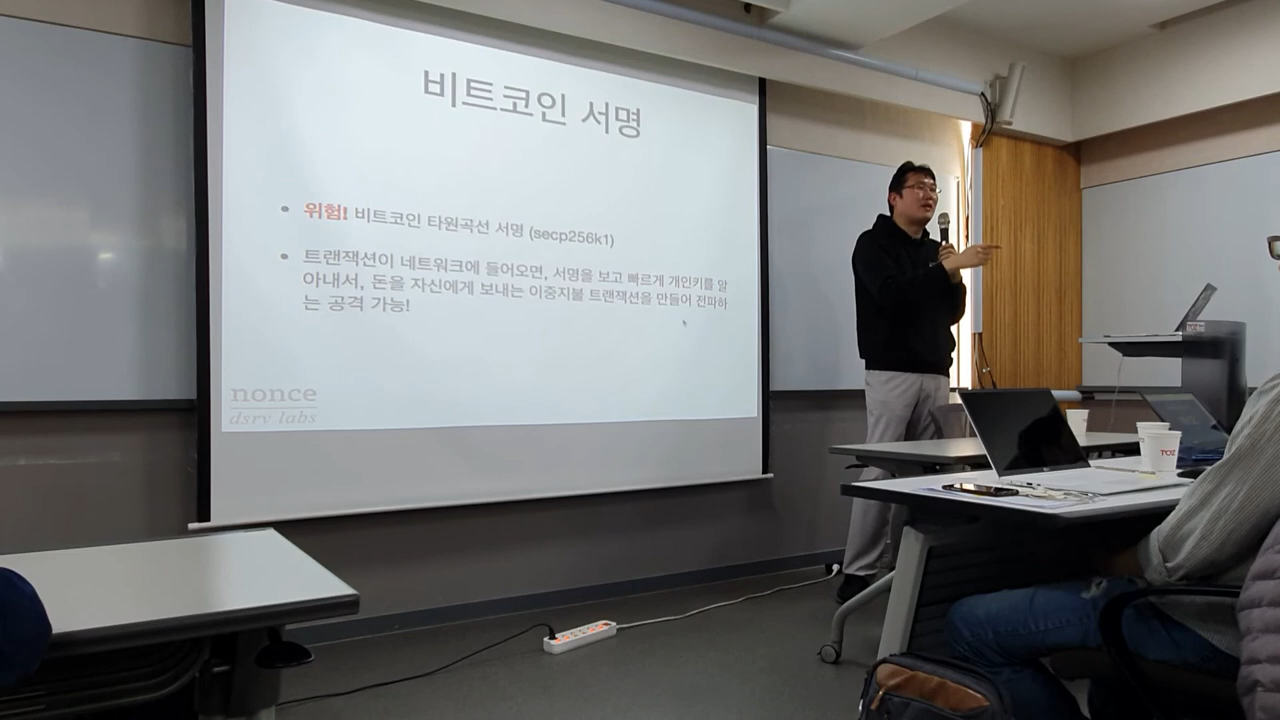 비트코인 서명
• 위험! 비트코인 타원곡선 서명 (secp256k1)
• 트랜잭션이 네트워크에 들어오면, 서명을 보고 빠르게 개인키를 알
아내서, 돈을 자신에게 보내는 이중지불 트랜잭션을 만들어 전파하
는 공격 가능!
nonce
dsrv labs
TOZ